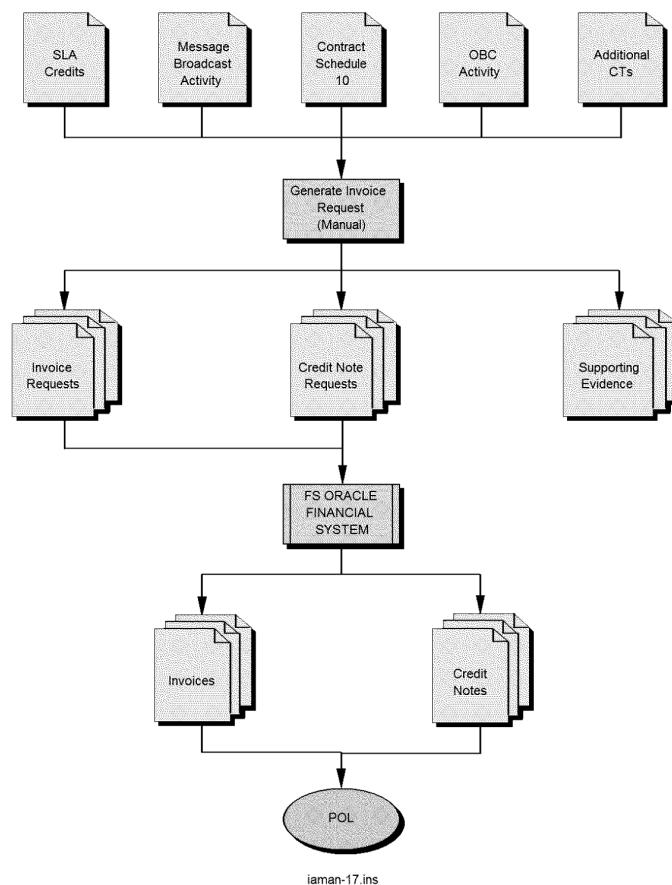 SLA
Credits
Message
Broadcast
Activity
Contract
Schedule
10
OBC
Activity
Additional
CTs
Generate Invoice
Request
(Manual)
Invoice
Requests
Credit Note
Requests
Supporting
Evidence
FS ORACLE
FINANCIAL
SYSTEM
Invoices
Credit
Notes
POL
iaman-17.ins